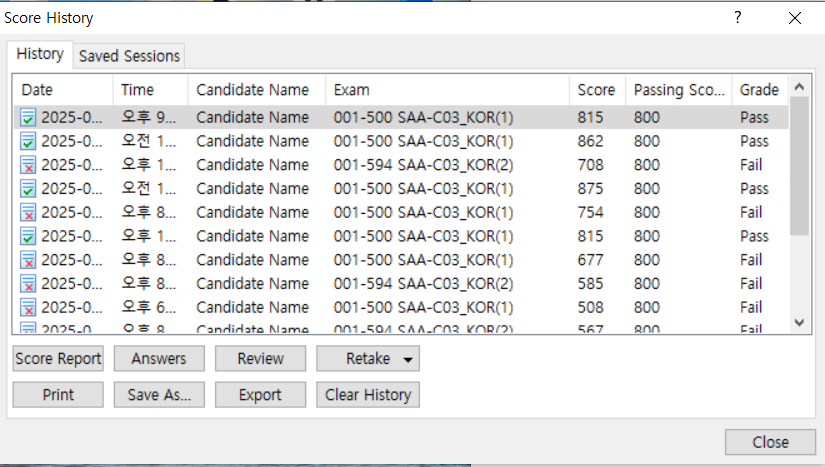 Score History
?
History Saved Sessions
Date Time Candidate Name Exam Score Passing Sco... Grade
2025-0... 오후 9... Candidate Name 001-500 SAA-C03_KOR(1) 815 800 Pass
2025-0... 오전 1... Candidate Name 001-500 SAA-C03_KOR(1) 862 800 Pass
2025-0... 오후 1... Candidate Name 001-594 SAA-C03_KOR(2) 708 800 Fail
2025-0... 오전 1... Candidate Name 001-500 SAA-C03_KOR(1) 875 800 Pass
2025-0... 오후 8... Candidate Name 001-500 SAA-C03_KOR(1) 754 800 Fail
2025-0... 오후 1... Candidate Name 001-500 SAA-C03_KOR(1) 815 800 Pass
2025-0... 오후 8... Candidate Name 001-500 SAA-C03_KOR(1) 677 800 Fail
2025-0... 오후 8... Candidate Name 001-594 SAA-C03_KOR(2) 585 800 Fail
2025-0... 오후 6... Candidate Name 001-500 SAA-C03_KOR(1) 508 800 Fail
2025-0... 오후 8... Candidate Name 001-594 SAA-C03_KOR(2) 567 800 Fail
Score Report Answers Review Retake
Print Save As... Export Clear History
Close